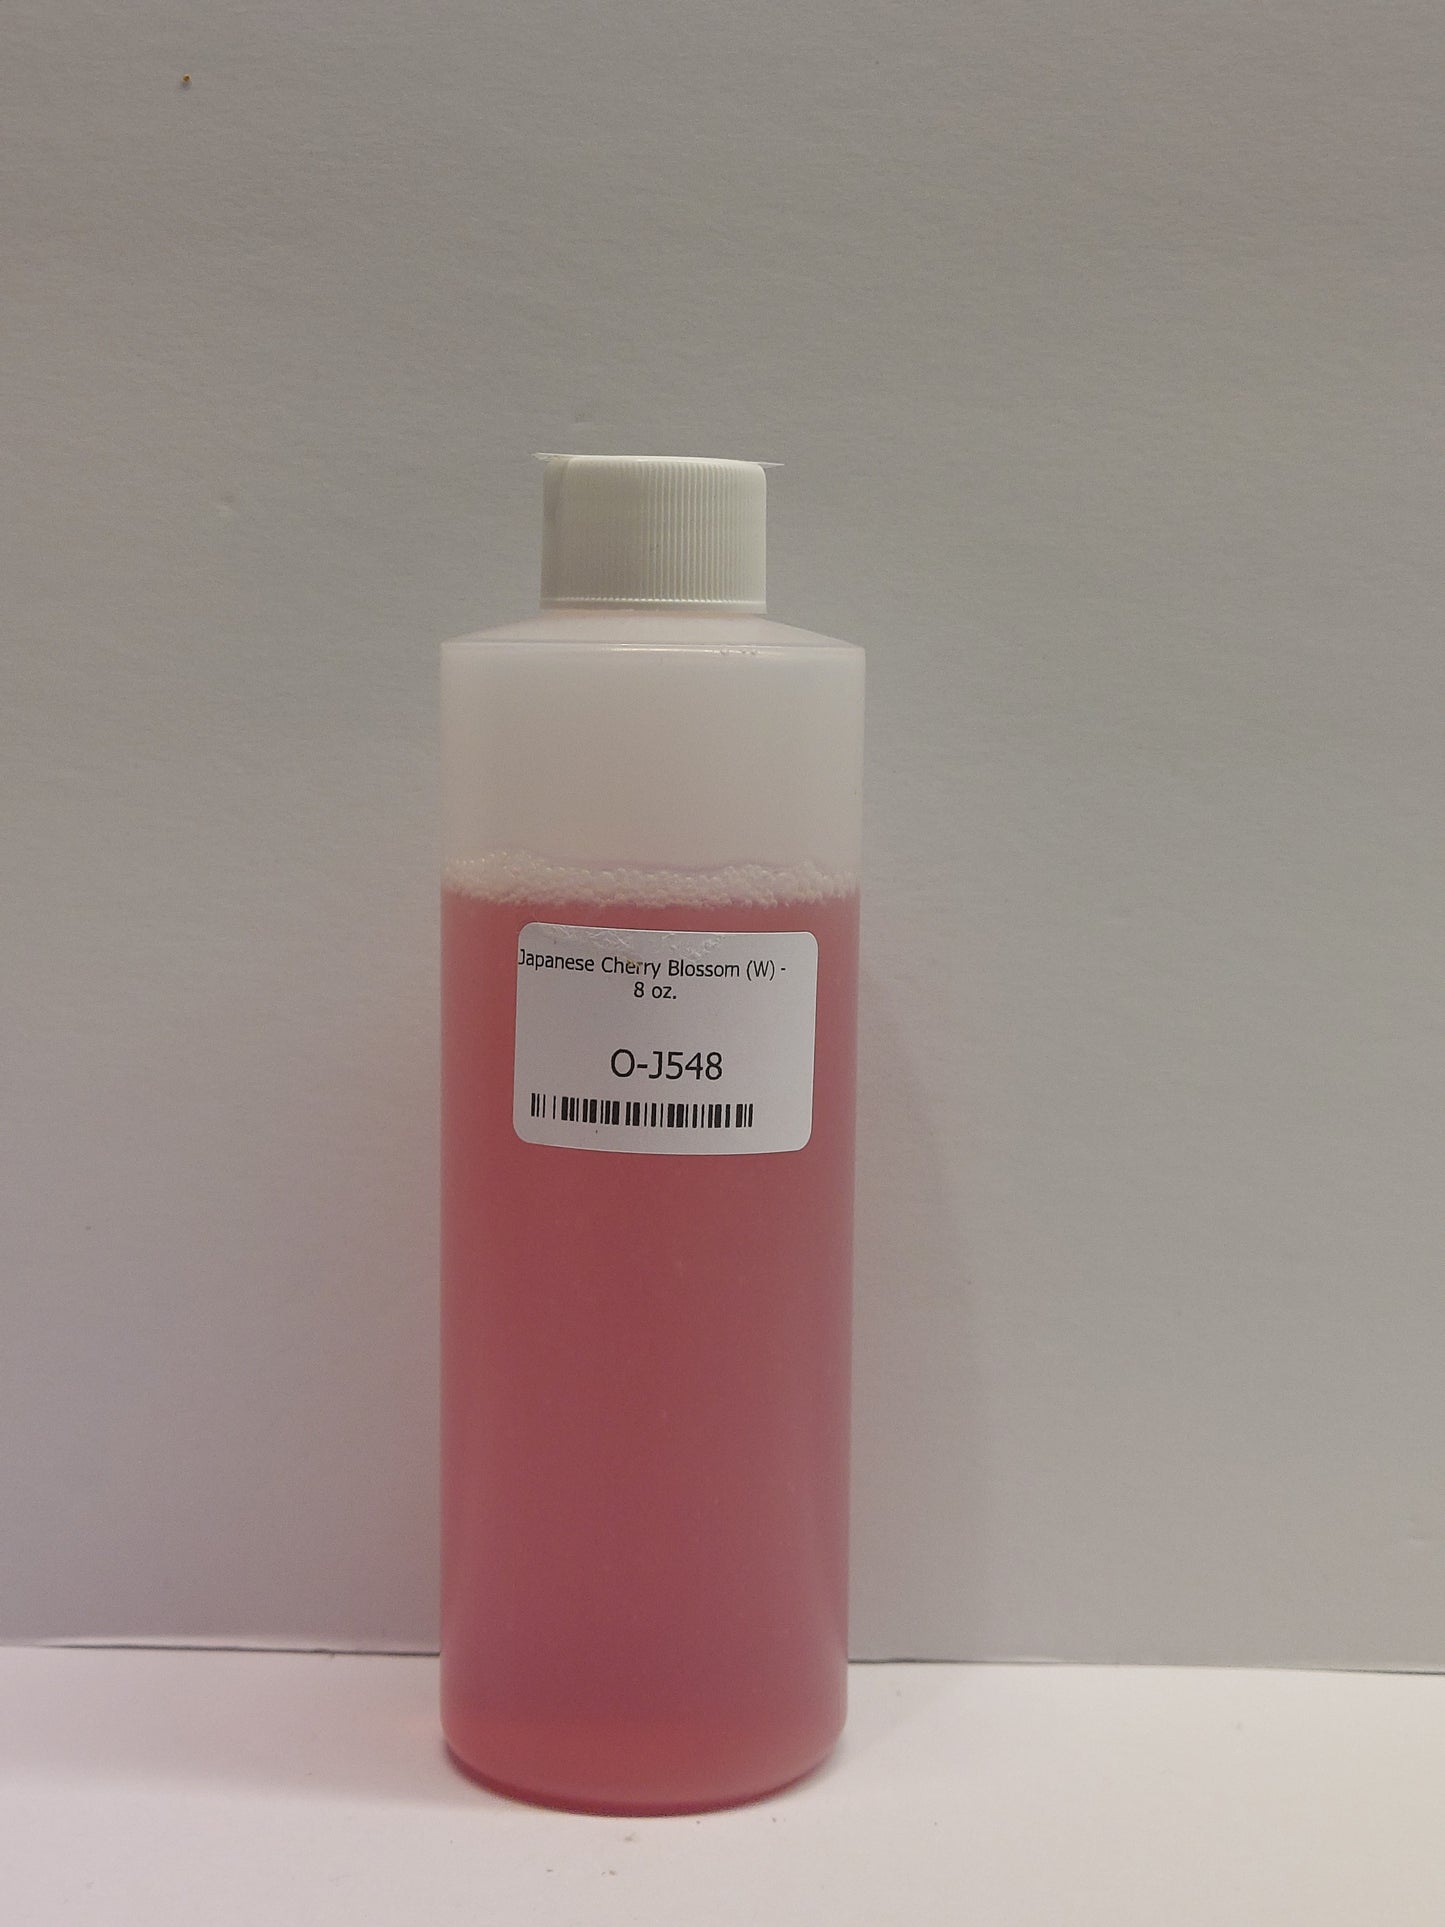 Japanese Cherry Blossom (W) -
8 oz.
O-J548